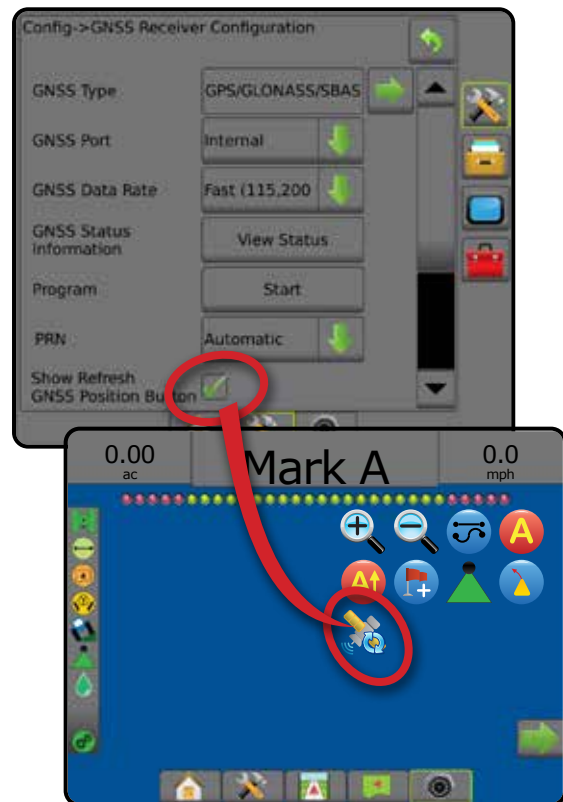 Config->GNSS Receiver Configuration
GNSS Type
GPS/GLONASS/SBAS
GNSS Port
Internal
GNSS Data Rate
Fast (115,200
GNSS Status
Information
View Status
Program
Start
PRN
Automatic
Show Refresh
GNSS Position Button
0.00
ac
Mark A
0.0
mph
A
A